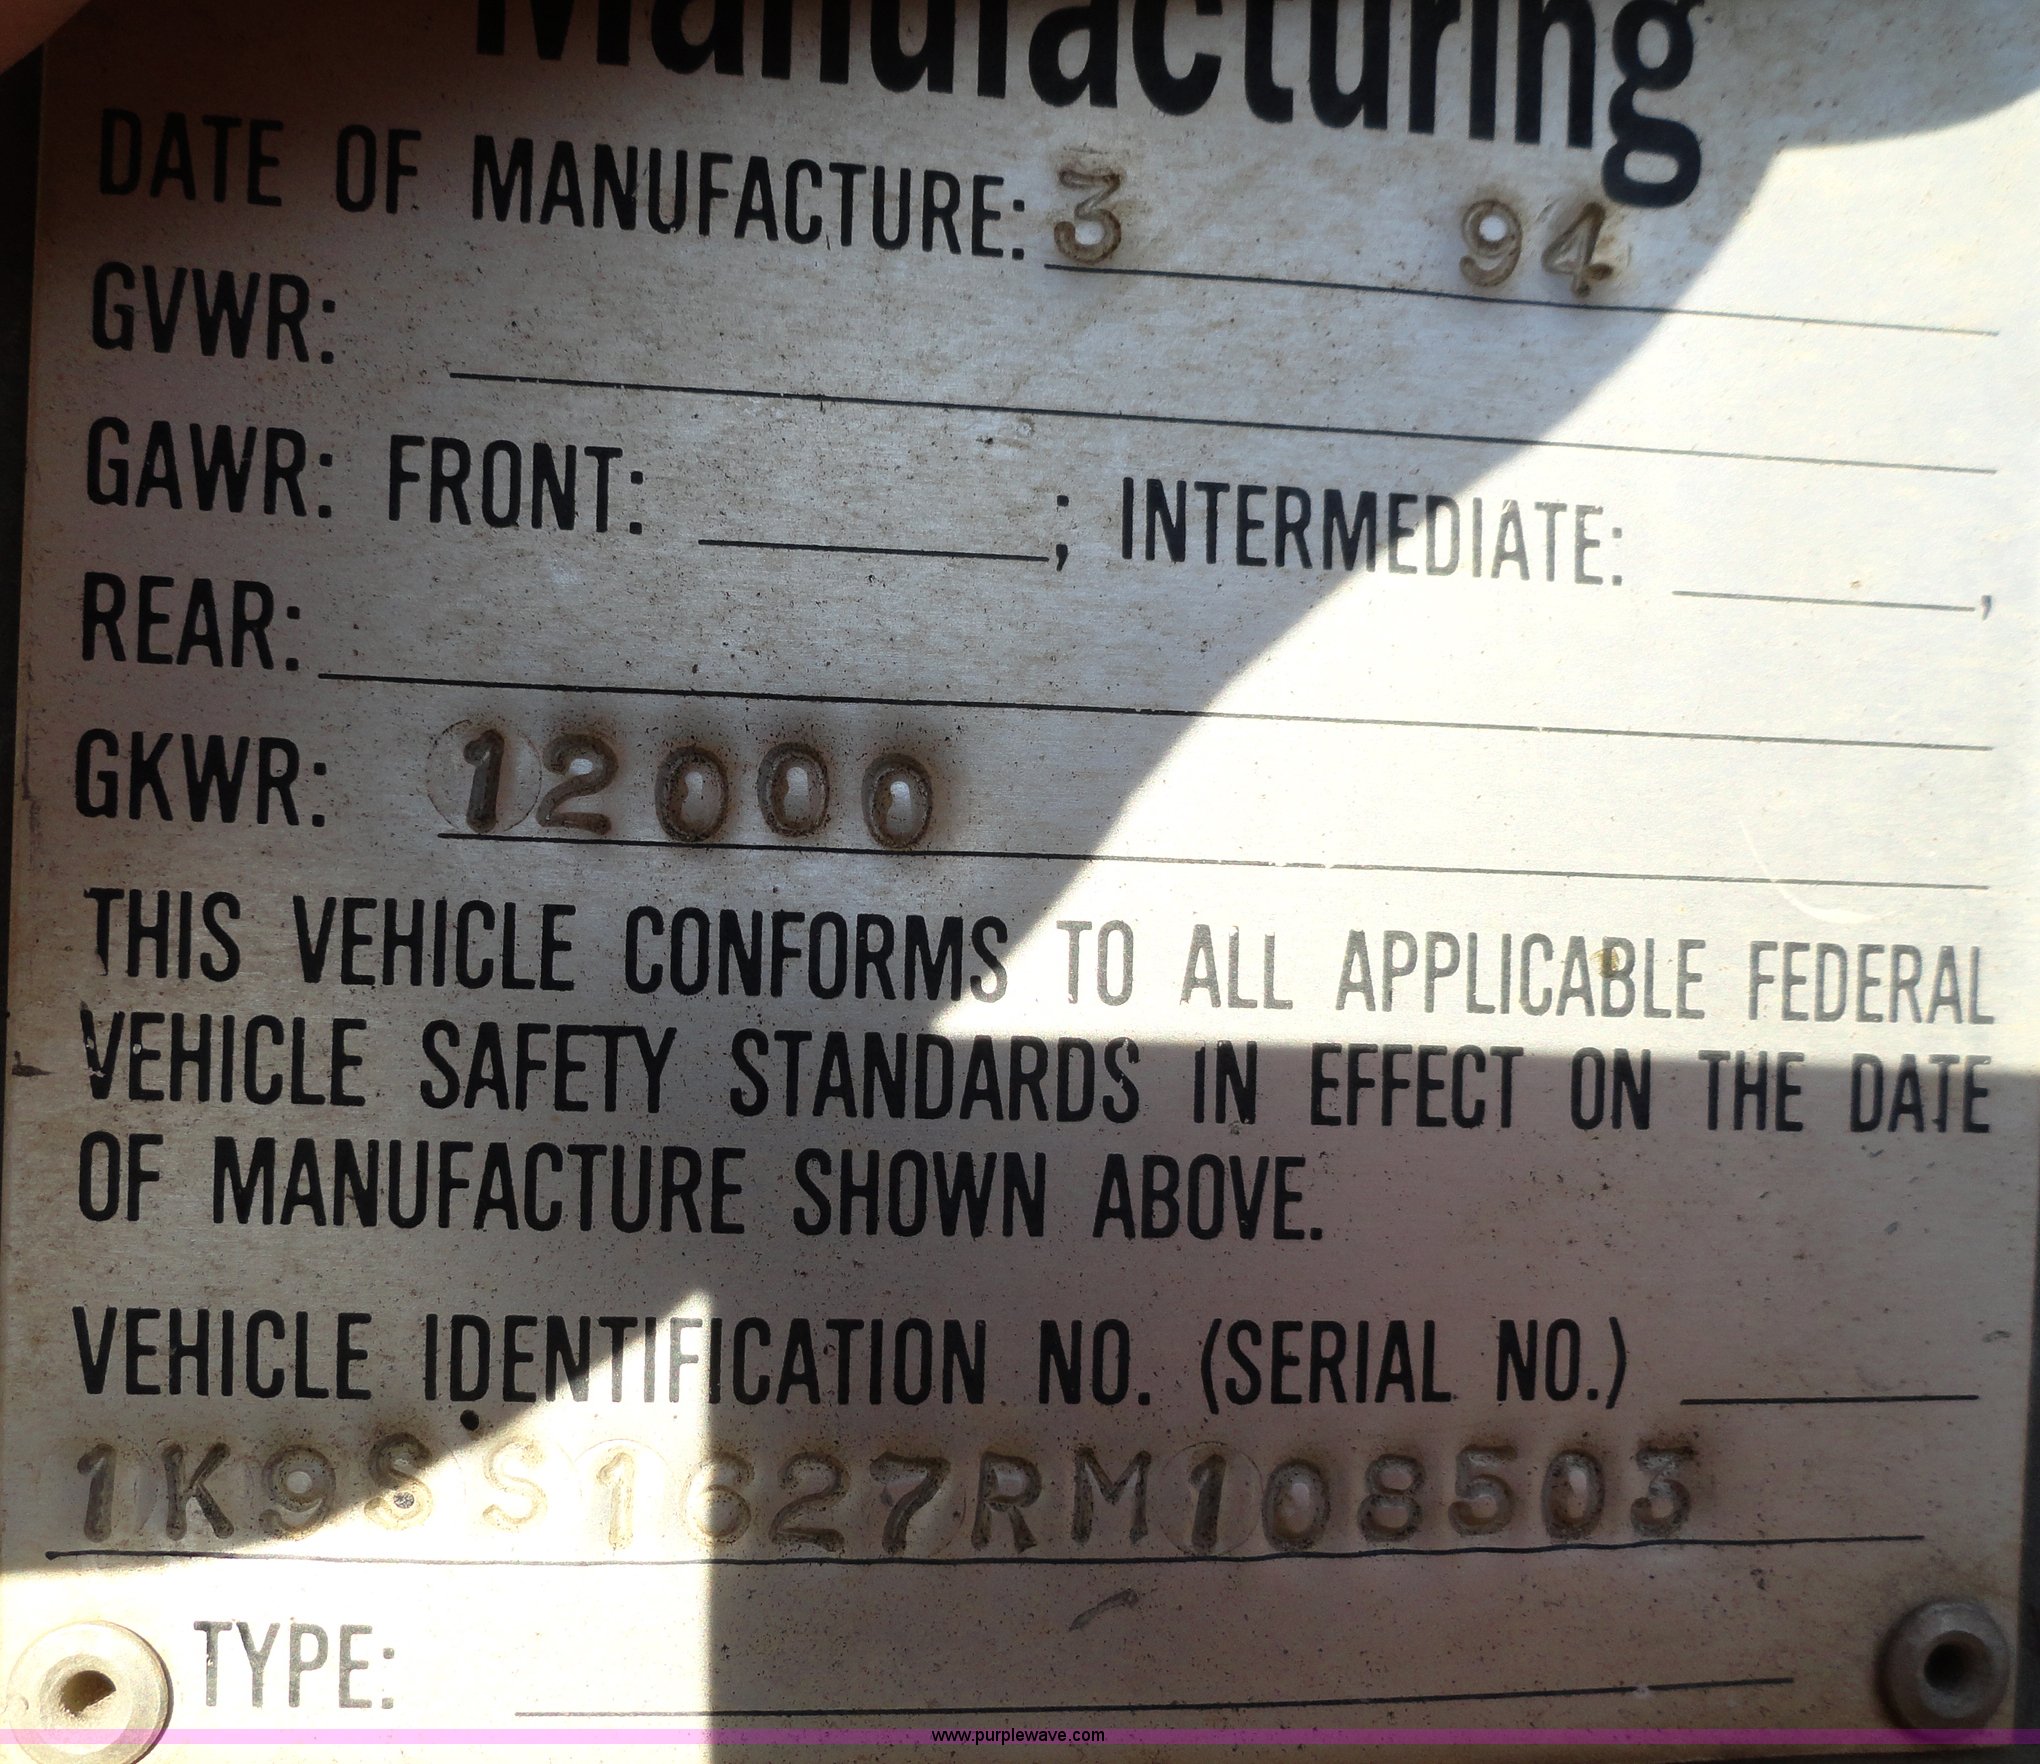 Manufacturing
DATE OF MANUFACTURE: 3 94
GVWR:
GAWR: FRONT: ; INTERMEDIATE: ,
REAR:
GKWR: 12000
THIS VEHICLE CONFORMS TO ALL APPLICABLE FEDERAL
VEHICLE SAFETY STANDARDS IN EFFECT ON THE DATE
OF MANUFACTURE SHOWN ABOVE.
VEHICLE IDENTIFICATION NO. (SERIAL NO.)
1K9SS1627RM108503
TYPE:
www.purplewave.com